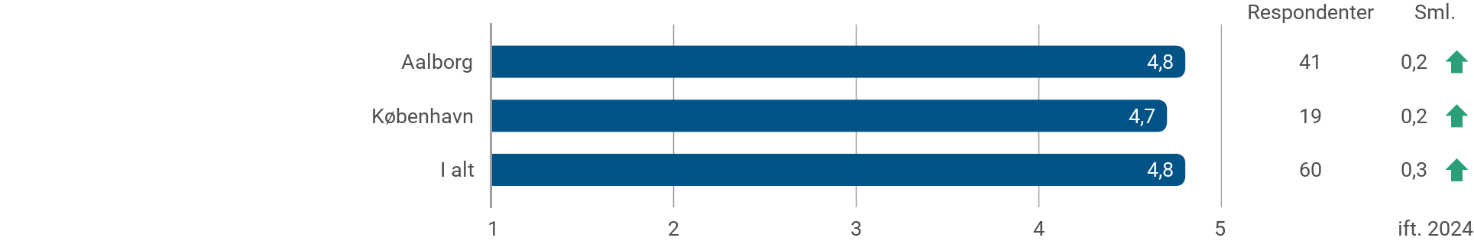 Respondenter Sml.
Aalborg 4,8 41 0,2
København 4,7 19 0,2
I alt 4,8 60 0,3
1 2 3 4 5 ift. 2024